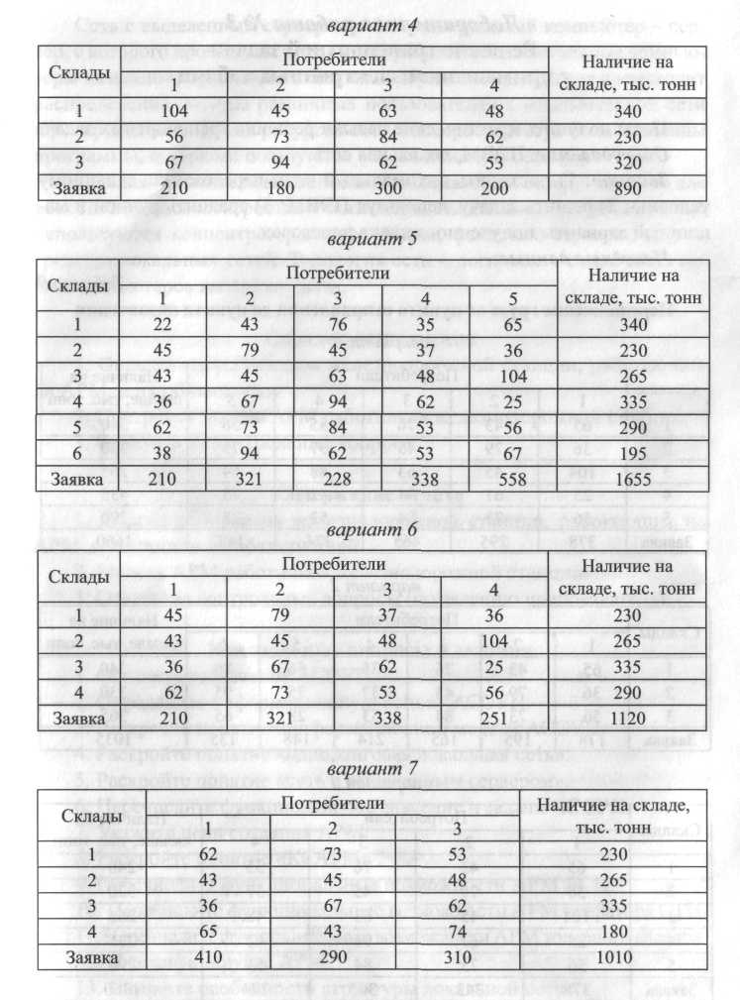 вариант 4
Склады Потребители Наличие на складе, тыс. тонн
1 2 3 4
1 104 45 63 48 340
2 56 73 84 62 230
3 67 94 62 53 320
Заявка 210 180 300 200 890
вариант 5
Склады Потребители Наличие на складе, тыс. тонн
1 2 3 4 5
1 22 43 76 35 65 340
2 45 79 45 37 36 230
3 43 45 63 48 104 265
4 36 67 94 62 25 335
5 62 73 84 53 56 290
6 38 94 62 53 67 195
Заявка 210 321 228 338 558 1655
вариант 6
Склады Потребители Наличие на складе, тыс. тонн
1 2 3 4
1 45 79 37 36 230
2 43 45 48 104 265
3 36 67 62 25 335
4 62 73 53 56 290
Заявка 210 321 338 251 1120
вариант 7
Склады Потребители Наличие на складе, тыс. тонн
1 2 3
1 62 73 53 230
2 43 45 48 265
3 36 67 62 335
4 65 43 74 180
Заявка 410 290 310 1010